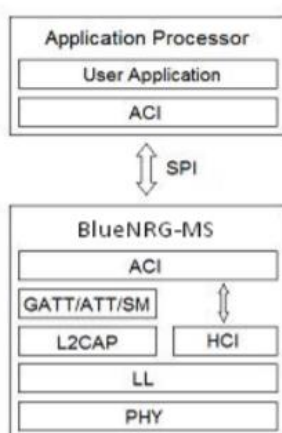 Application Processor
User Application
ACI
SPI
BlueNRG-MS
ACI
GATT/ATT/SM
L2CAP HCI
LL
PHY